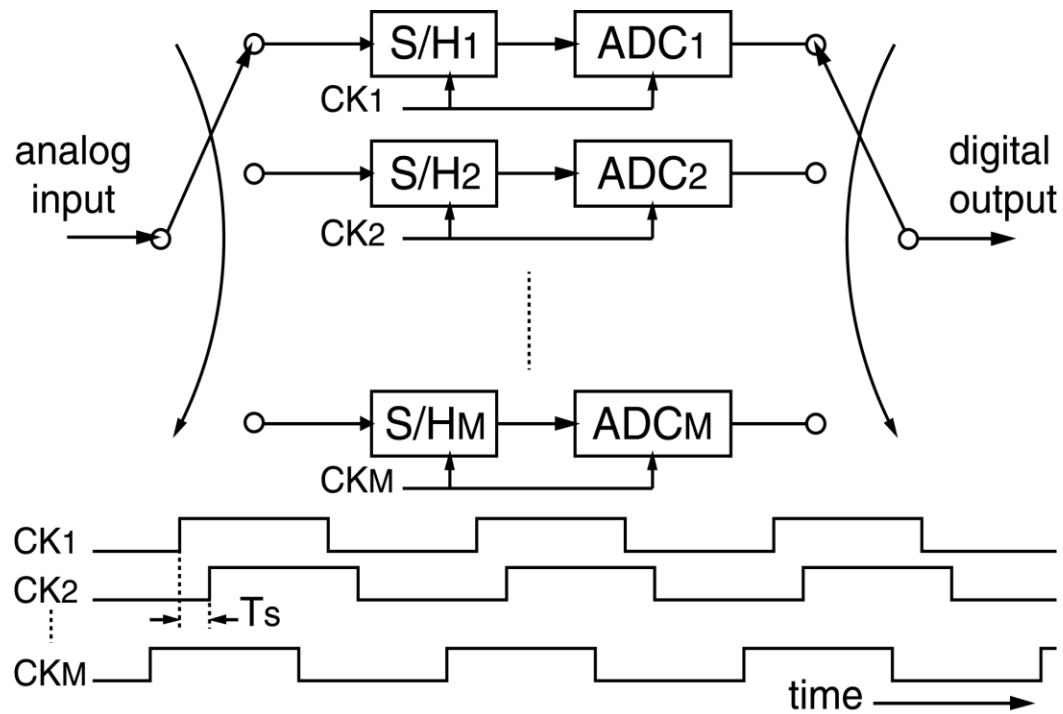 S/H1 ADC1
CK1
analog
input
digital
output
S/H2 ADC2
CK2
S/HM ADCM
CKM
CK1
CK2
Ts
CKM
time